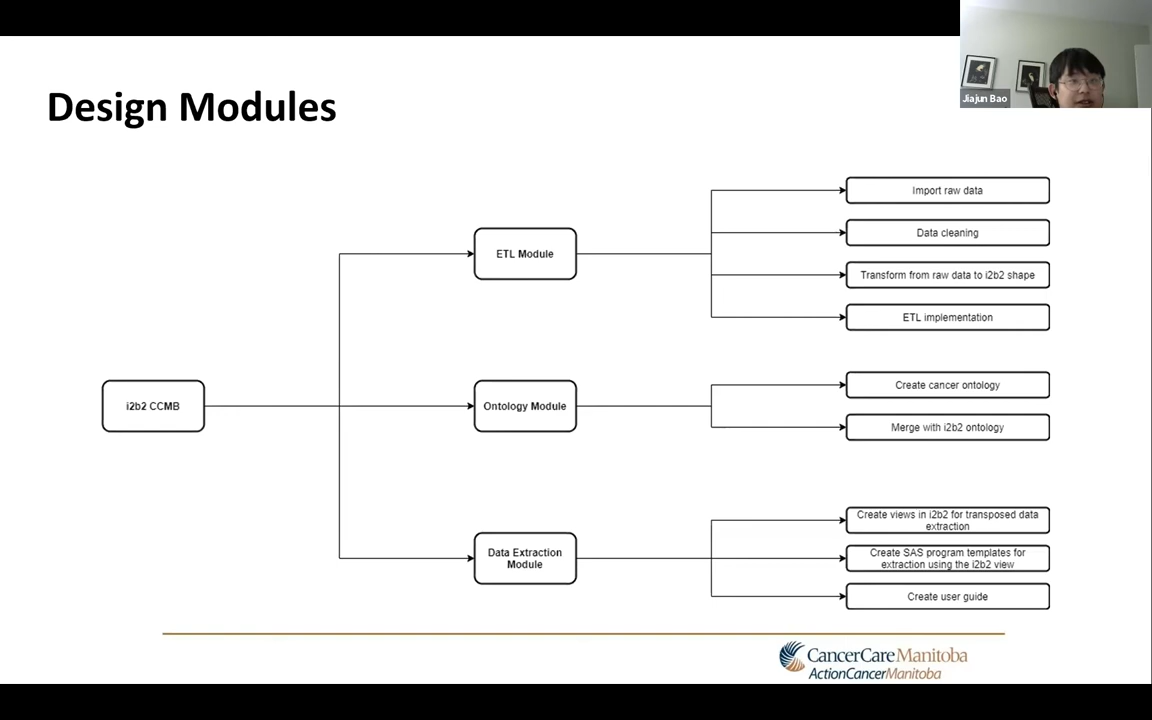 Jiajun Bao
Design Modules
i2b2 CCMB
ETL Module
Import raw data
Data cleaning
Transform from raw data to i2b2 shape
ETL implementation
Ontology Module
Create cancer ontology
Merge with i2b2 ontology
Data Extraction
Module
Create views in i2b2 for transposed data
extraction
Create SAS program templates for
extraction using the i2b2 view
Create user guide
CancerCare Manitoba
ActionCancerManitoba